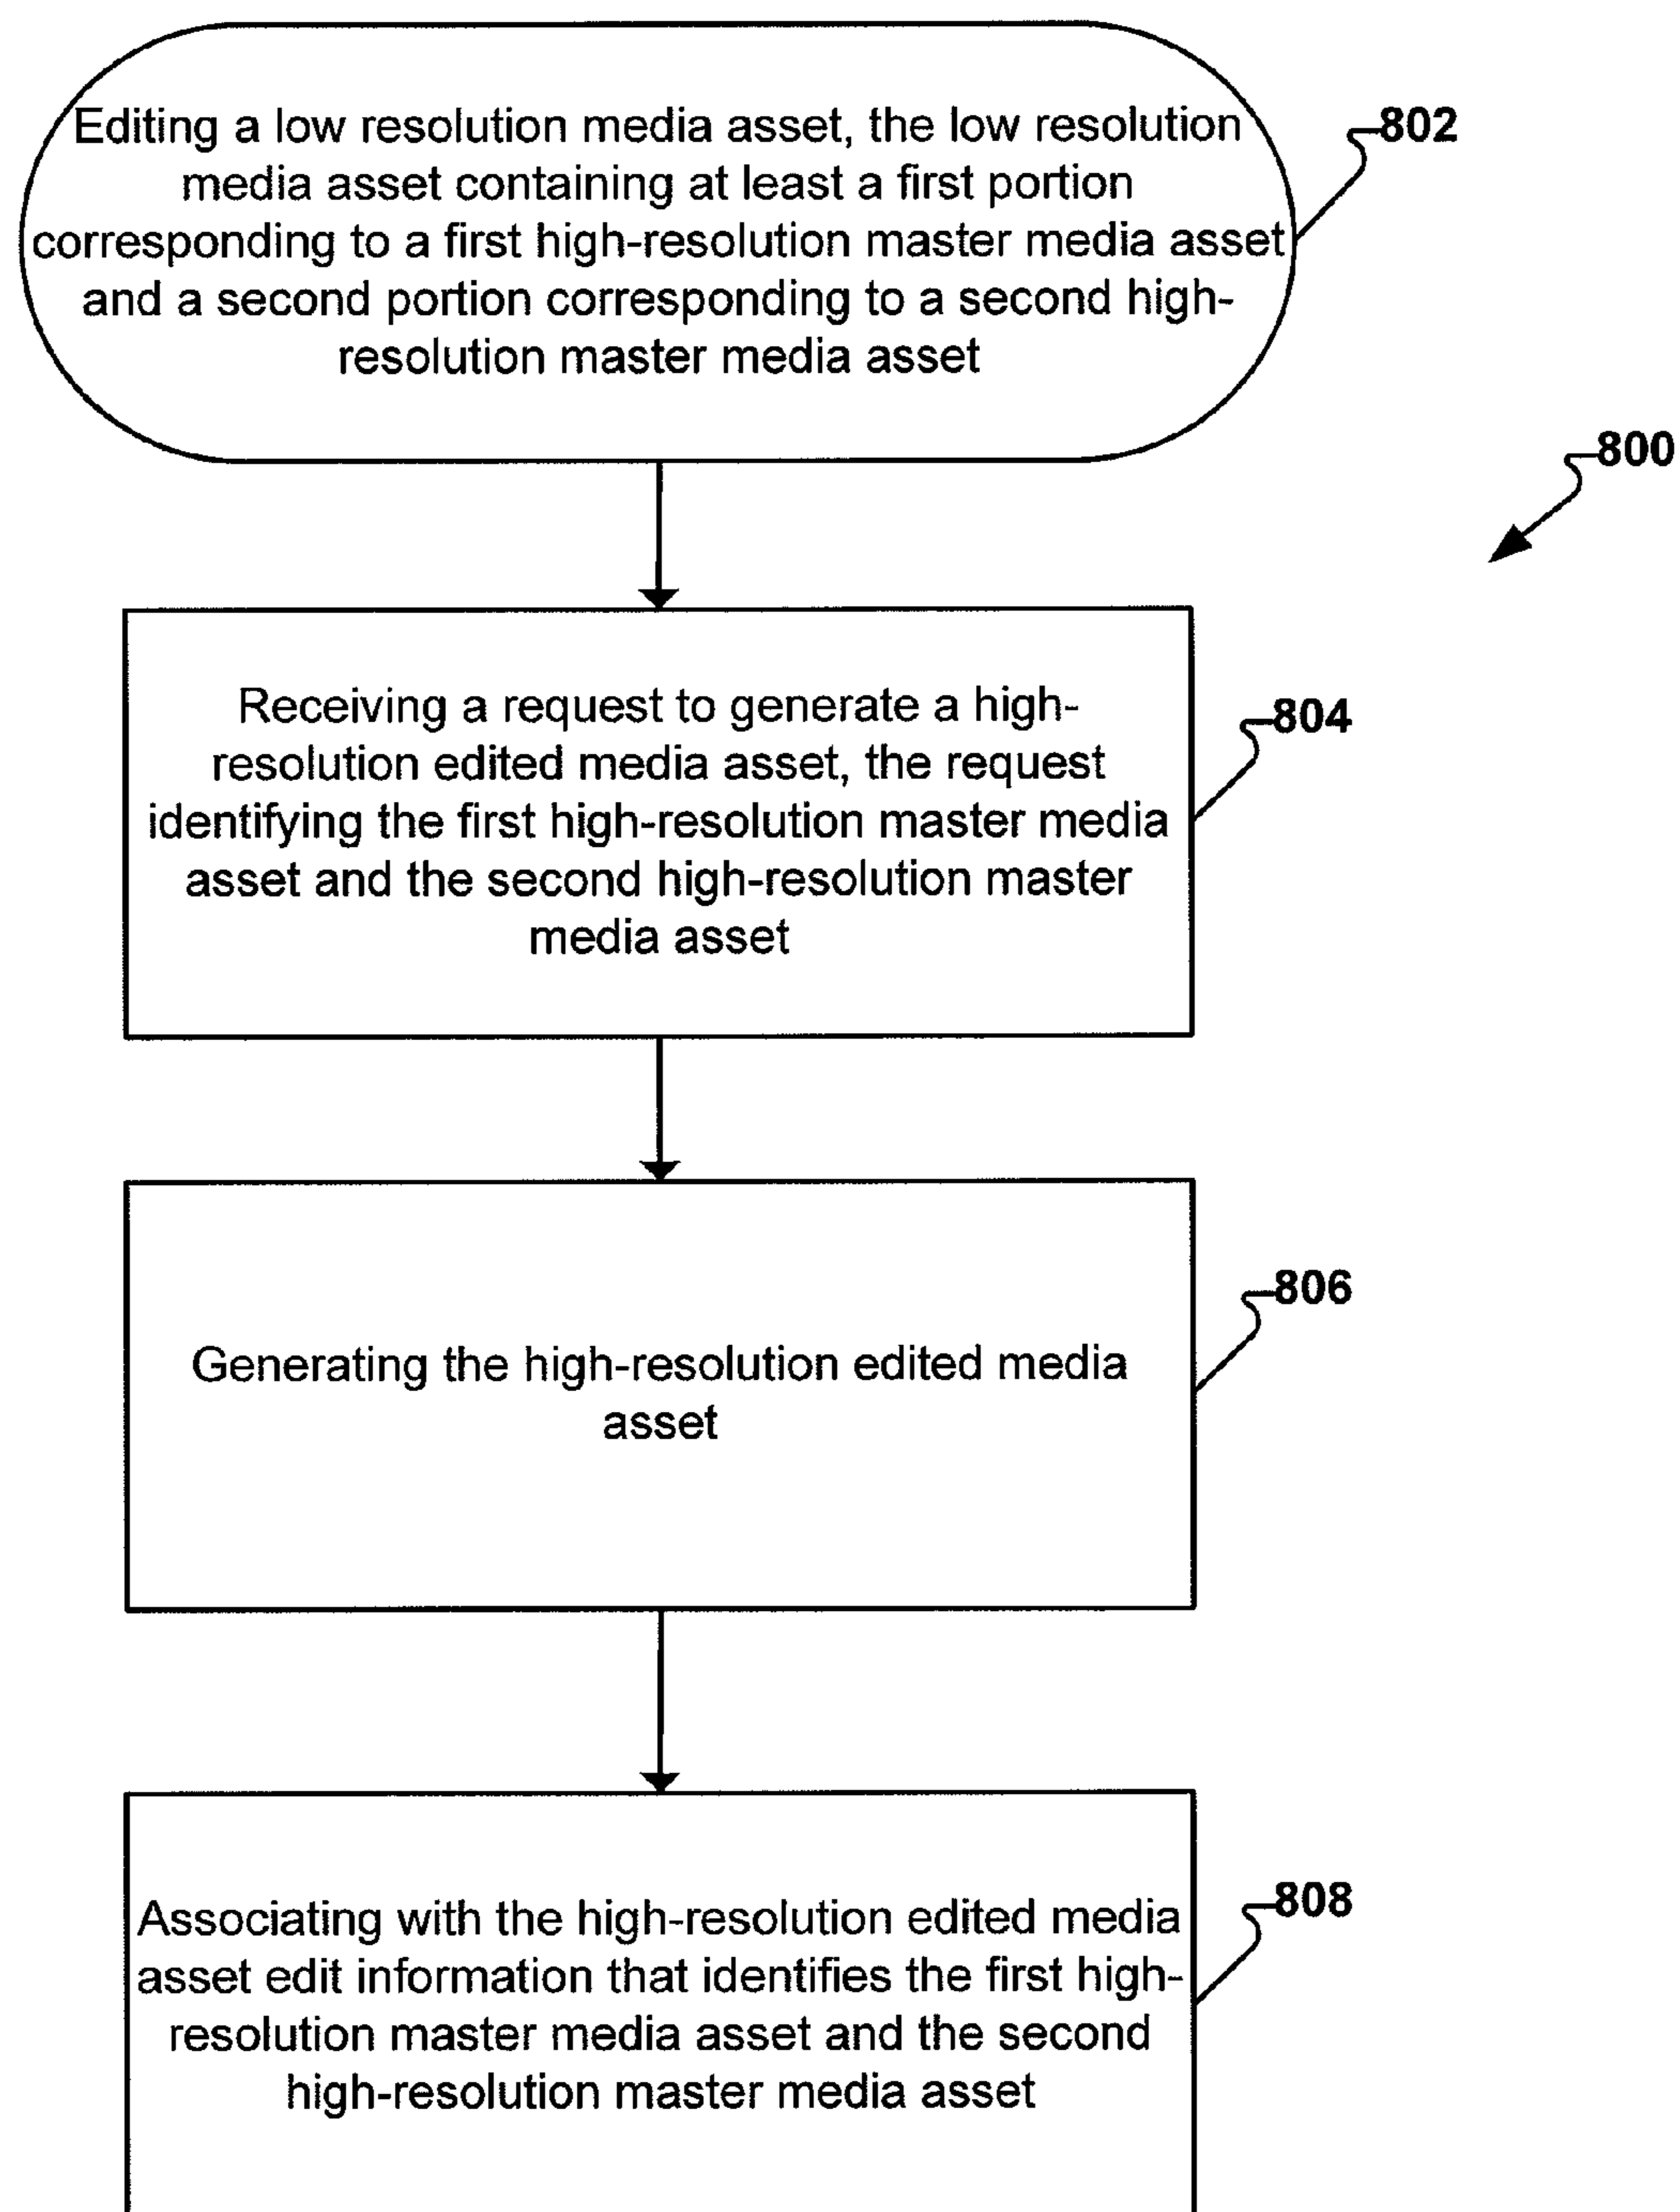 Editing a low resolution media asset, the low resolution
media asset containing at least a first portion
corresponding to a first high-resolution master media asset
and a second portion corresponding to a second high-
resolution master media asset
802
800
Receiving a request to generate a high-
resolution edited media asset, the request
identifying the first high-resolution master media
asset and the second high-resolution master
media asset
804
Generating the high-resolution edited media
asset
806
Associating with the high-resolution edited media
asset edit information that identifies the first high-
resolution master media asset and the second
high-resolution master media asset
808